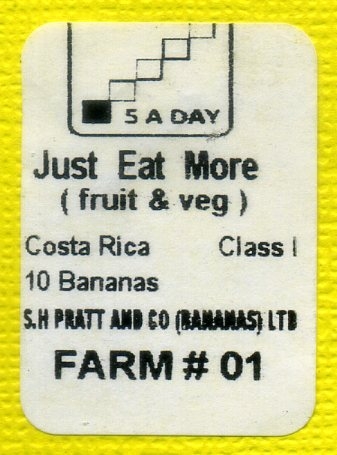 5 A DAY
Just Eat More
( fruit & veg )
Costa Rica Class I
10 Bananas
S.H PRATT AND CO (BANANAS) LTD
FARM # 01